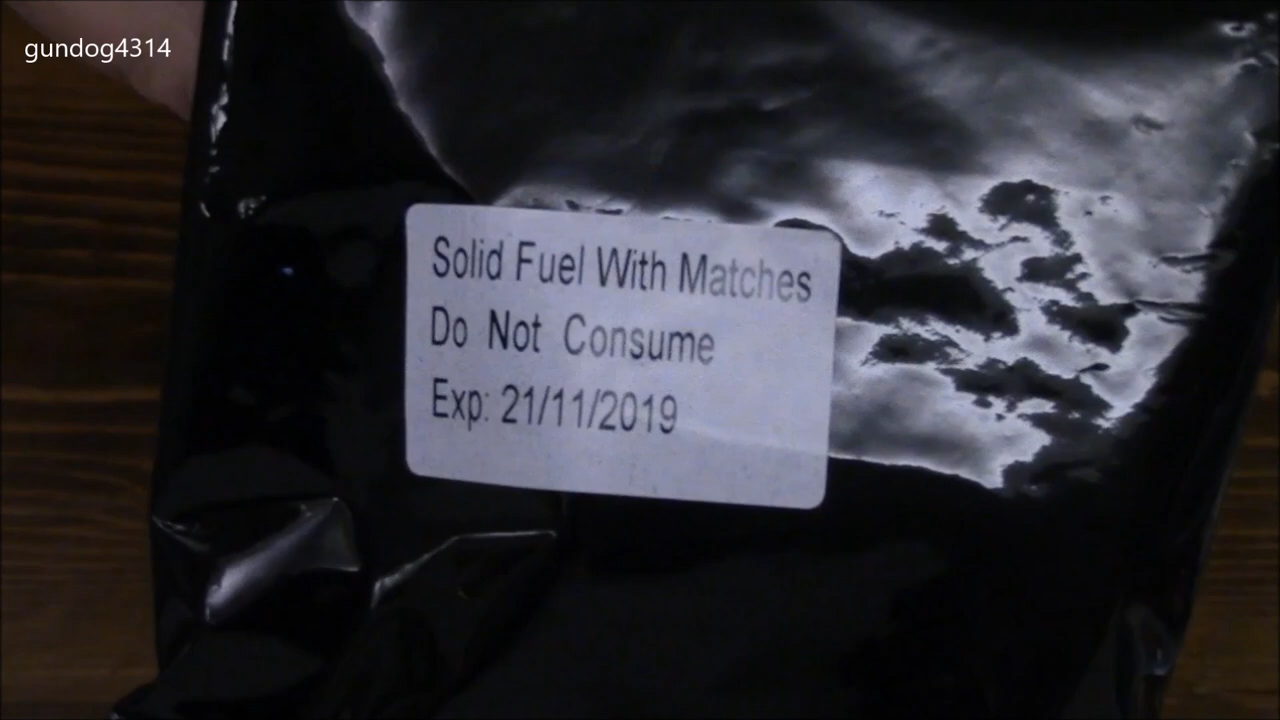 gundog4314
Solid Fuel With Matches
Do Not Consume
Exp: 21/11/2019